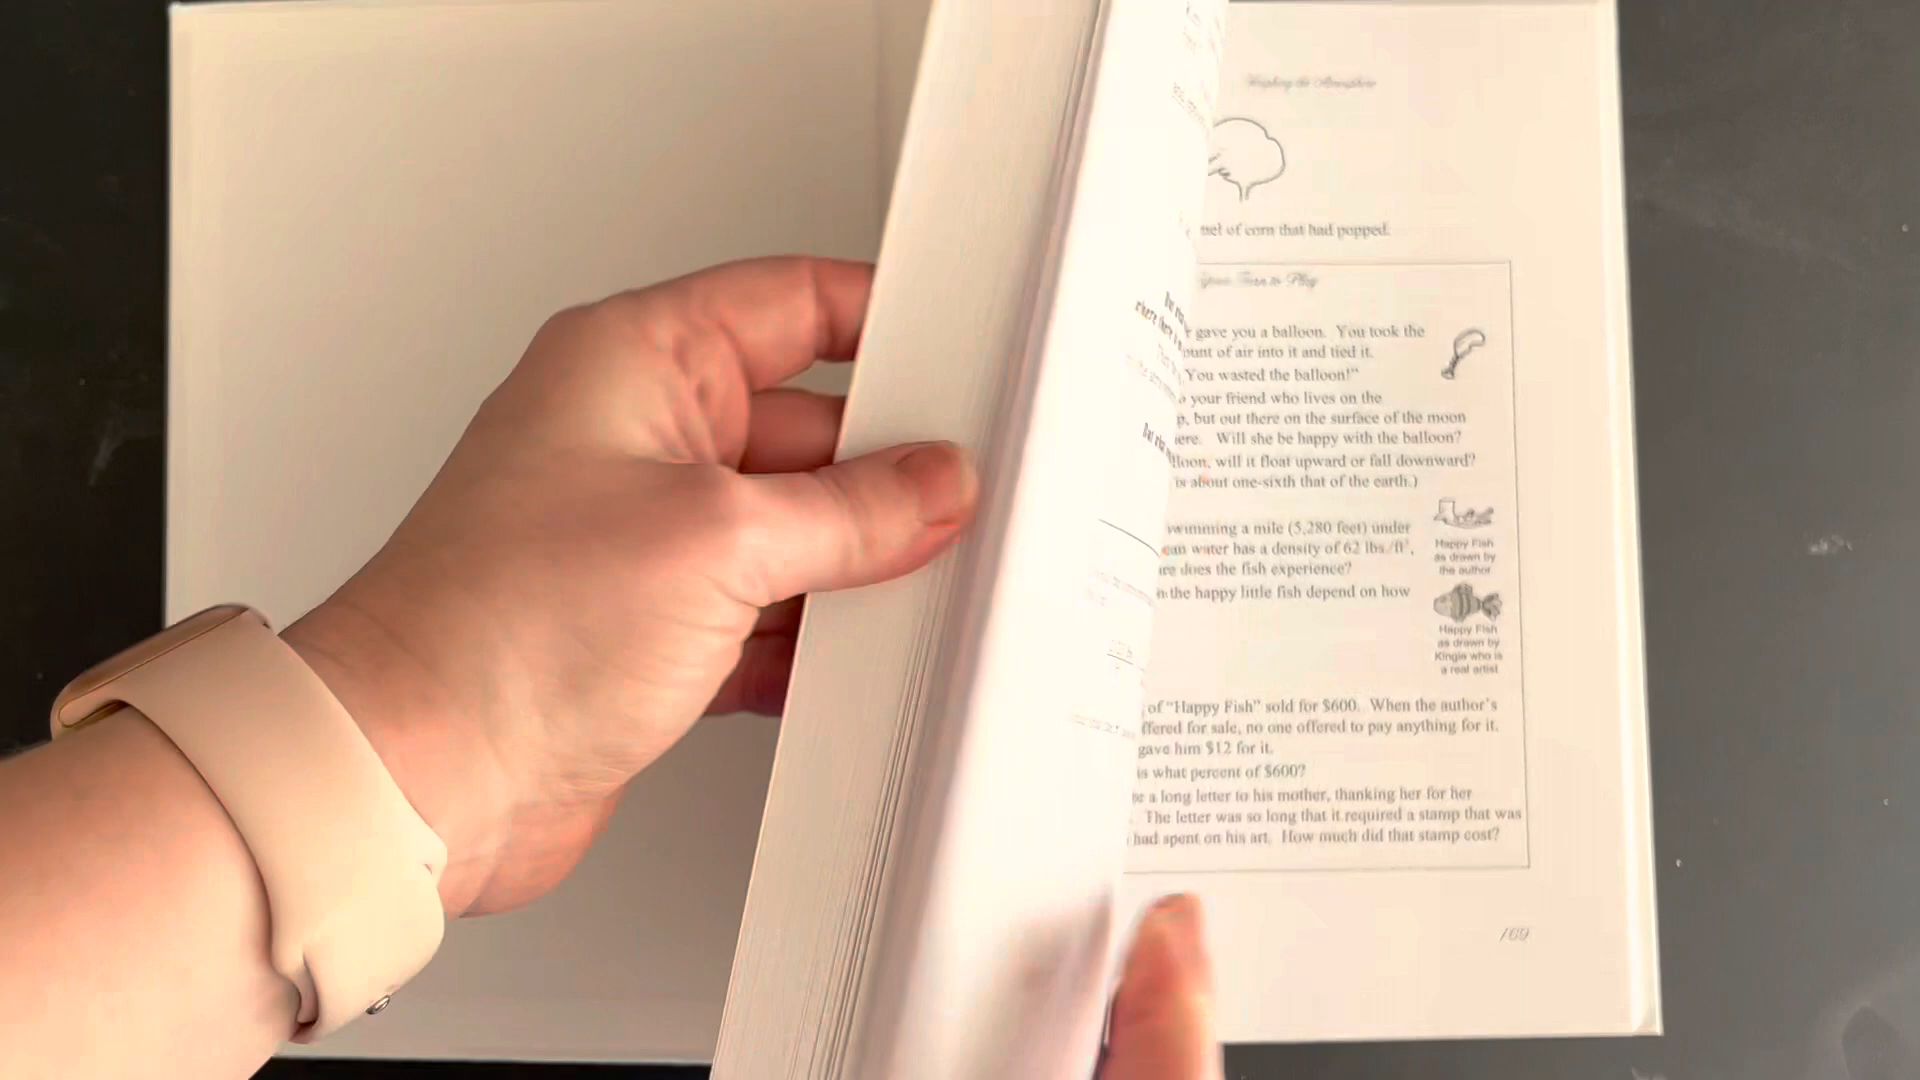 Weighing the Atmosphere
nel of corn that had popped.
Your Turn to Play
gave you a balloon. You took the
ount of air into it and tied it.
You wasted the balloon!"
your friend who lives on the
p, but out there on the surface of the moon
ere. Will she be happy with the balloon?
lloon, will it float upward or fall downward?
is about one-sixth that of the earth.)
swimming a mile (5,280 feet) under
ean water has a density of 62 lbs./ft³,
ure does the fish experience?
n the happy little fish depend on how
Happy Fish
as drawn by
the author
Happy Fish
as drawn by
Kingie who is
a real artist
of "Happy Fish" sold for $600. When the author's
ffered for sale, no one offered to pay anything for it.
gave him $12 for it.
is what percent of $600?
e a long letter to his mother, thanking her for her
The letter was so long that it required a stamp that was
had spent on his art. How much did that stamp cost?
169